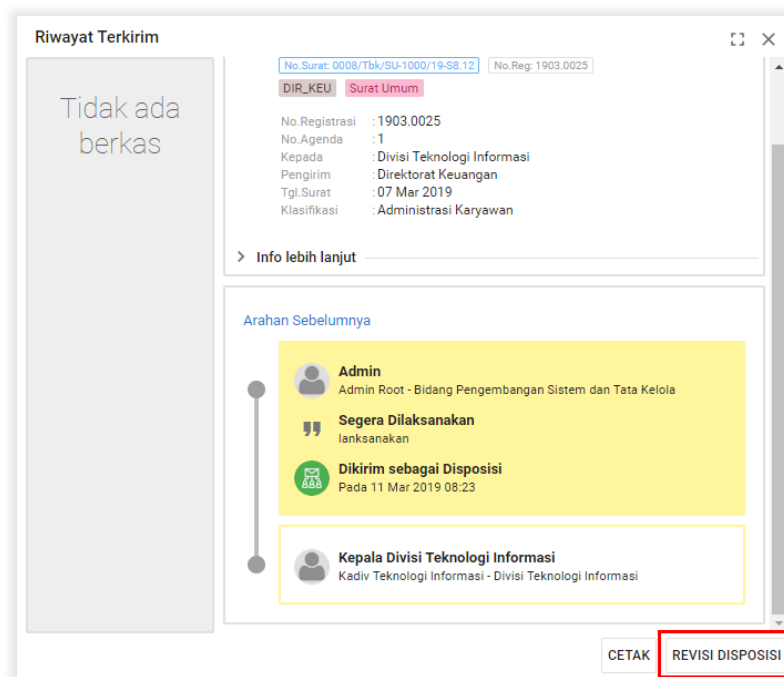 Riwayat Terkirim
Tidak ada
berkas
No.Surat: 0008/Tbk/SU-1000/19-S8.12 No.Reg: 1903.0025
DIR_KEU Surat Umum
No.Registrasi : 1903.0025
No.Agenda : 1
Kepada : Divisi Teknologi Informasi
Pengirim : Direktorat Keuangan
Tgl.Surat : 07 Mar 2019
Klasifikasi : Administrasi Karyawan
Info lebih lanjut
Arahan Sebelumnya
Admin
Admin Root - Bidang Pengembangan Sistem dan Tata Kelola
Segera Dilaksanakan
lanksanakan
Dikirim sebagai Disposisi
Pada 11 Mar 2019 08:23
Kepala Divisi Teknologi Informasi
Kadiv Teknologi Informasi - Divisi Teknologi Informasi
CETAK REVISI DISPOSISI